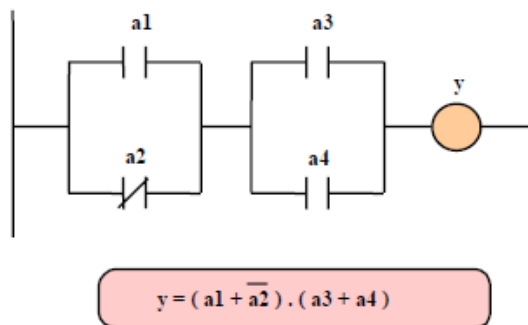 a1 a3
y
a2 a4
y = ( a1 + a2̅ ) . ( a3 + a4 )